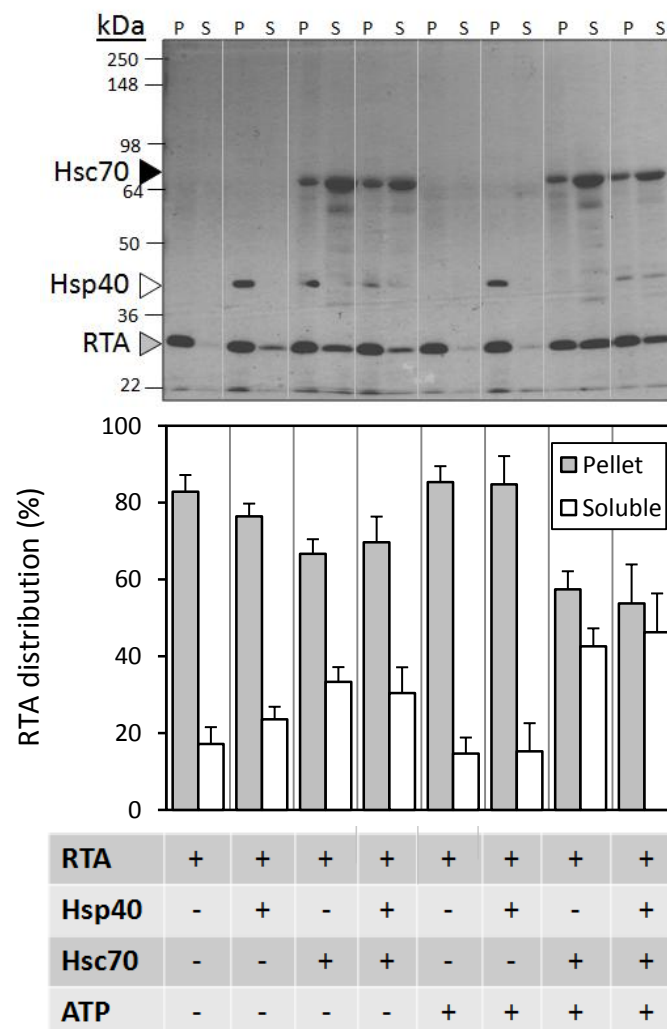 kDa P S P S P S P S P S P S P S P S
250
148
98
Hsc70
64
50
Hsp40
36
RTA
22
100
80
60
40
20
0
RTA distribution (%)
Pellet
Soluble
RTA + + + + + + + +
Hsp40 - + - + - + - +
Hsc70 - - + + - - + +
ATP - - - - + + + +